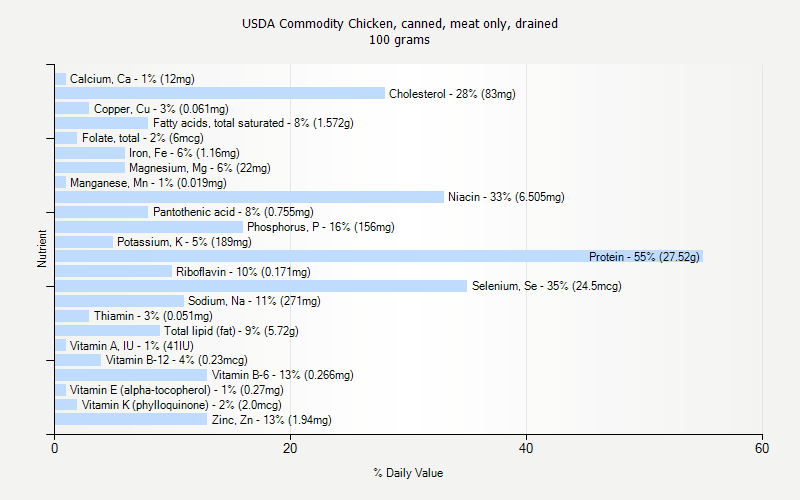 USDA Commodity Chicken, canned, meat only, drained
100 grams
Calcium, Ca - 1% (12mg)
Cholesterol - 28% (83mg)
Copper, Cu - 3% (0.061mg)
Fatty acids, total saturated - 8% (1.572g)
Folate, total - 2% (6mcg)
Iron, Fe - 6% (1.16mg)
Magnesium, Mg - 6% (22mg)
Manganese, Mn - 1% (0.019mg)
Niacin - 33% (6.505mg)
Pantothenic acid - 8% (0.755mg)
Phosphorus, P - 16% (156mg)
Potassium, K - 5% (189mg)
Protein - 55% (27.52g)
Riboflavin - 10% (0.171mg)
Selenium, Se - 35% (24.5mcg)
Sodium, Na - 11% (271mg)
Thiamin - 3% (0.051mg)
Total lipid (fat) - 9% (5.72g)
Vitamin A, IU - 1% (41IU)
Vitamin B-12 - 4% (0.23mcg)
Vitamin B-6 - 13% (0.266mg)
Vitamin E (alpha-tocopherol) - 1% (0.27mg)
Vitamin K (phylloquinone) - 2% (2.0mcg)
Zinc, Zn - 13% (1.94mg)
Nutrient
0 20 40 60
% Daily Value